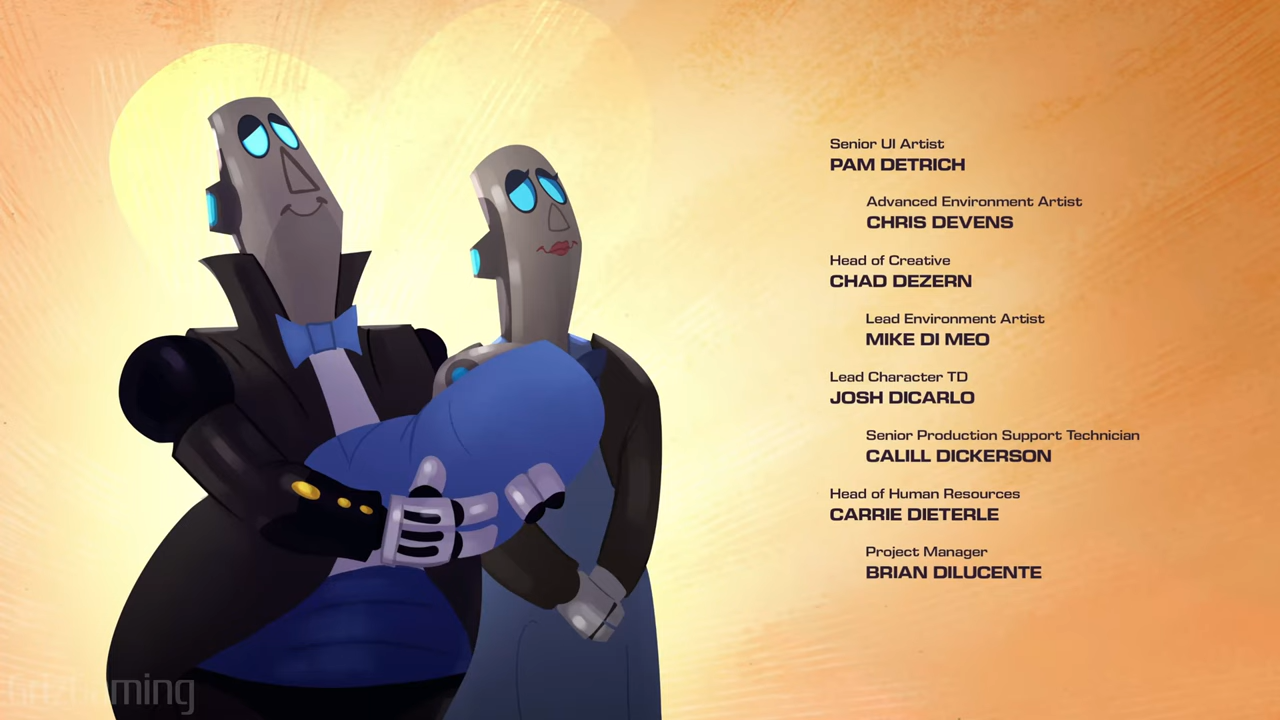 Senior UI Artist
PAM DETRICH
Advanced Environment Artist
CHRIS DEVENS
Head of Creative
CHAD DEZERN
Lead Environment Artist
MIKE DI MEO
Lead Character TD
JOSH DICARLO
Senior Production Support Technician
CALILL DICKERSON
Head of Human Resources
CARRIE DIETERLE
Project Manager
BRIAN DILUCENTE